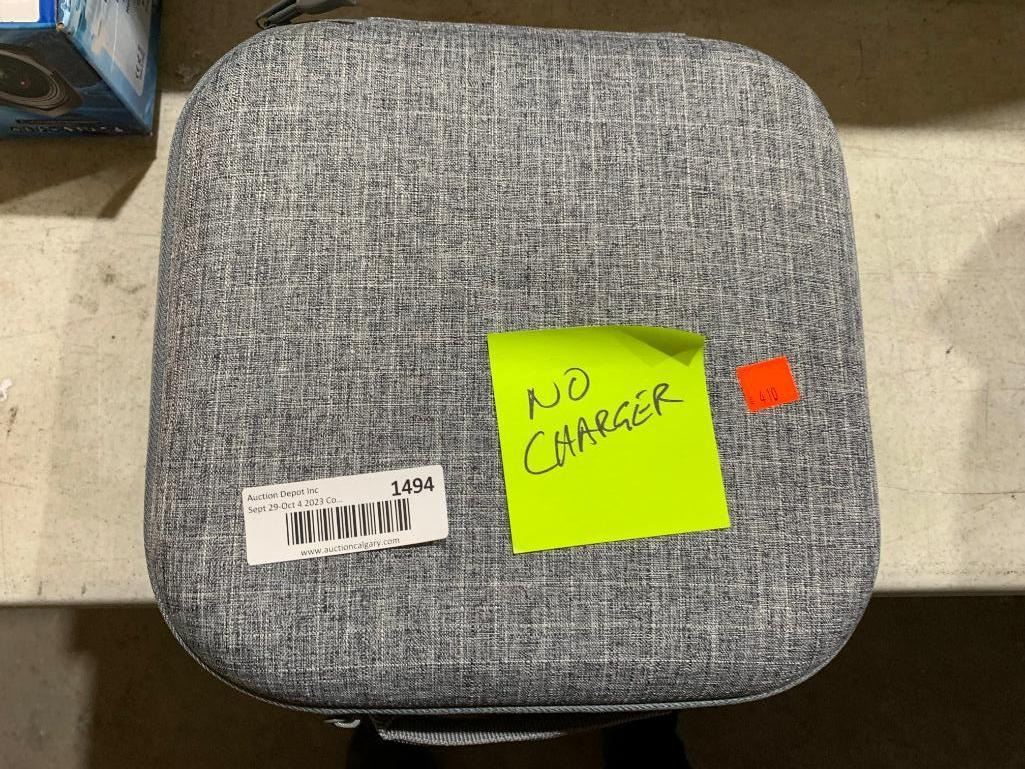 NO
CHARGER
410
Auction Depot Inc
1494
Sept 29-Oct 4 2023 Co...
www.auctioncalgary.com